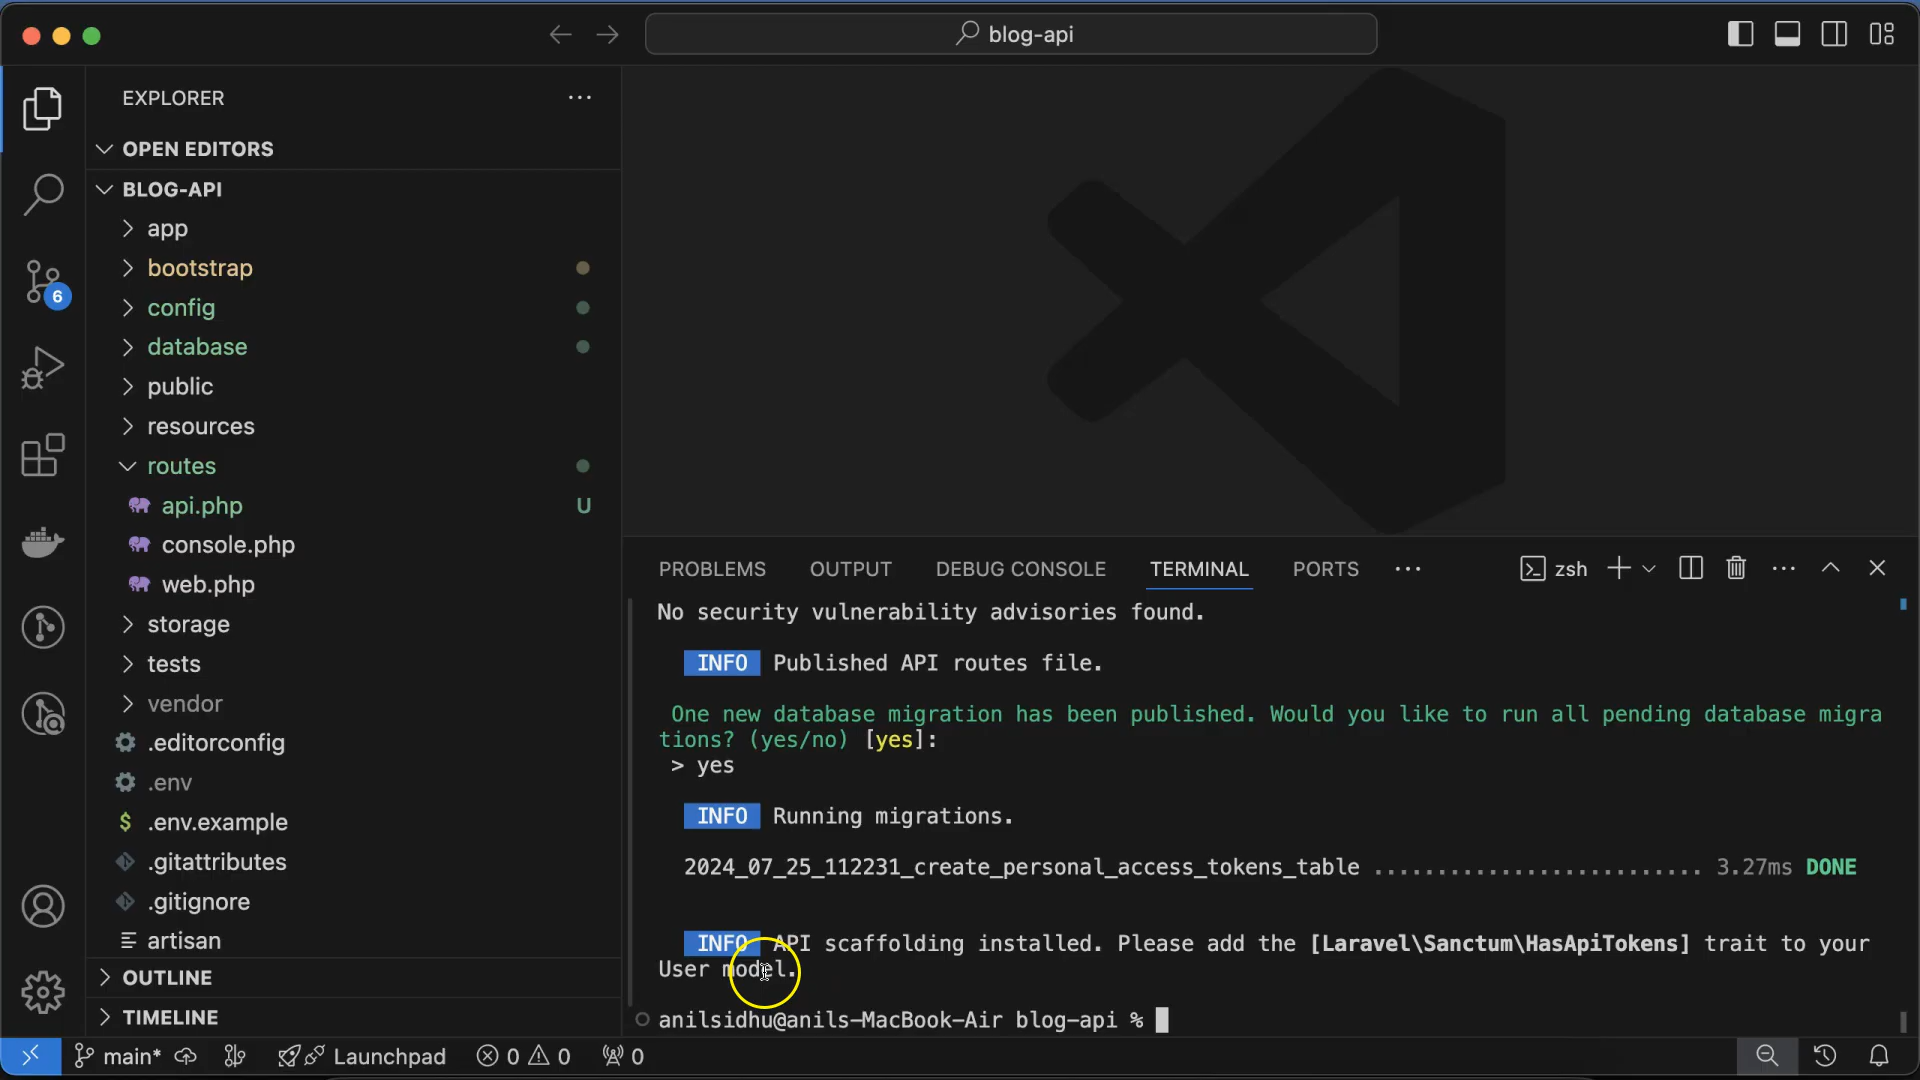 blog-api
EXPLORER
OPEN EDITORS
BLOG-API
app
bootstrap
config
database
public
resources
routes
api.php U
console.php
web.php
storage
tests
vendor
.editorconfig
.env
$ .env.example
.gitattributes
.gitignore
artisan
OUTLINE
TIMELINE
6
PROBLEMS OUTPUT DEBUG CONSOLE TERMINAL PORTS ... zsh
No security vulnerability advisories found.
INFO Published API routes file.
One new database migration has been published. Would you like to run all pending database migra
tions? (yes/no) [yes]:
> yes
INFO Running migrations.
2024_07_25_112231_create_personal_access_tokens_table .......................... 3.27ms DONE
INFO API scaffolding installed. Please add the [Laravel\Sanctum\HasApiTokens] trait to your
User model.
anilsidhu@anils-MacBook-Air blog-api %
main* Launchpad 0 0 0